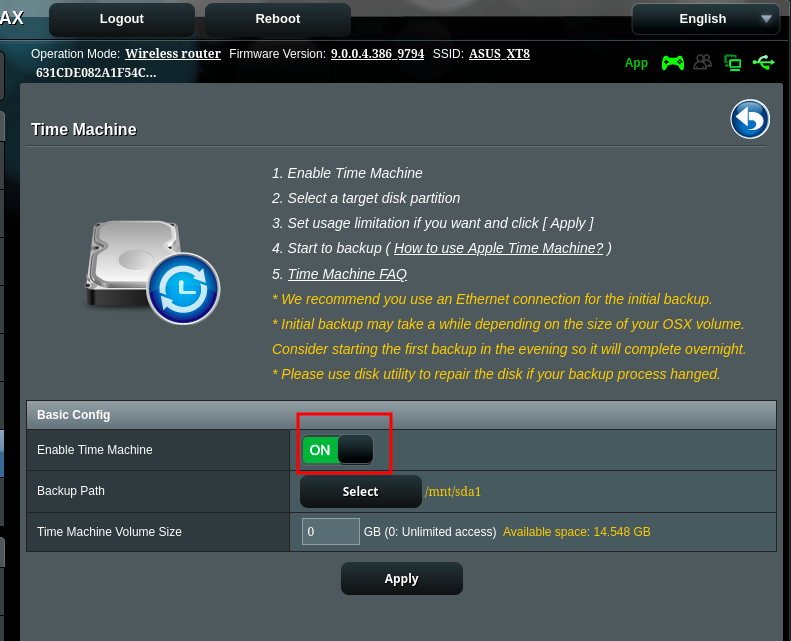 AX
Logout
Reboot
English
Operation Mode: Wireless router Firmware Version: 9.0.0.4.386_9794 SSID: ASUS_XT8
631CDE082A1F54C...
App
Time Machine
1. Enable Time Machine
2. Select a target disk partition
3. Set usage limitation if you want and click [ Apply ]
4. Start to backup ( How to use Apple Time Machine? )
5. Time Machine FAQ
* We recommend you use an Ethernet connection for the initial backup.
* Initial backup may take a while depending on the size of your OSX volume.
Consider starting the first backup in the evening so it will complete overnight.
* Please use disk utility to repair the disk if your backup process hanged.
Basic Config
Enable Time Machine ON
Backup Path Select /mnt/sda1
Time Machine Volume Size 0 GB (0: Unlimited access) Available space: 14.548 GB
Apply